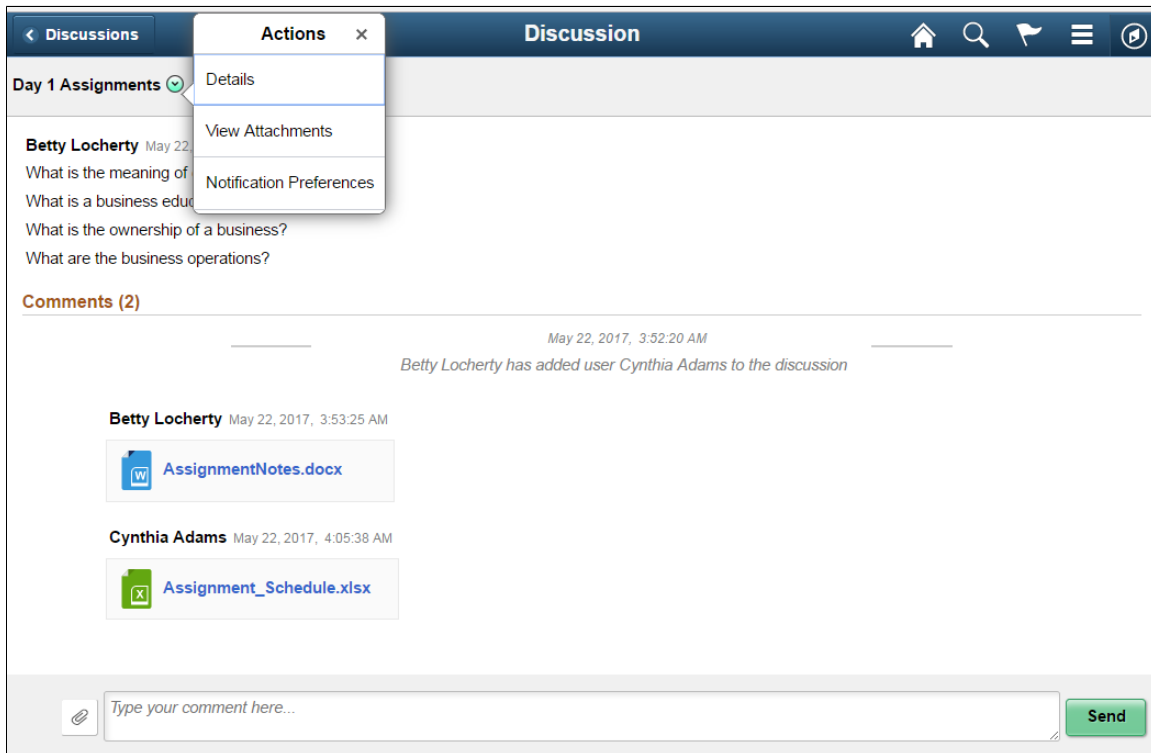 Discussions
Actions
Discussion
Day 1 Assignments
Details
View Attachments
Notification Preferences
Betty Locherty May 22,
What is the meaning of
What is a business
What is the ownership of a business?
What are the business operations?
Comments (2)
May 22, 2017, 3:52:20 AM
Betty Locherty has added user Cynthia Adams to the discussion
Betty Locherty May 22, 2017, 3:53:25 AM
W AssignmentNotes.docx
Cynthia Adams May 22, 2017, 4:05:38 AM
X Assignment_Schedule.xlsx
Type your comment here...
Send